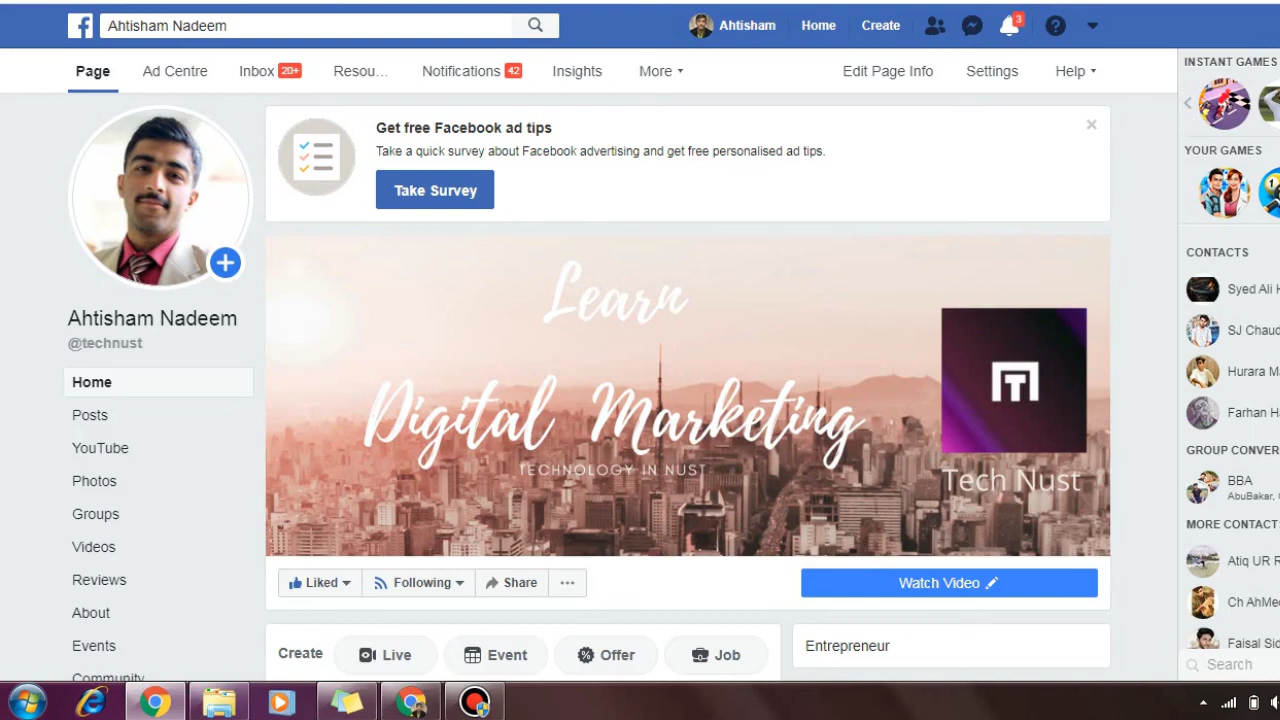 Ahtisham Nadeem
Ahtisham
Home
Create
3
Page
Ad Centre
Inbox 20+
Resou...
Notifications 42
Insights
More
Edit Page Info
Settings
Help
Get free Facebook ad tips
Take a quick survey about Facebook advertising and get free personalised ad tips.
Take Survey
Ahtisham Nadeem
@technust
Home
Posts
YouTube
Photos
Groups
Videos
Reviews
About
Events
Community
Learn
Digital Marketing
TECHNOLOGY IN NUST
Tech Nust
Liked
Following
Share
Watch Video
Create
Live
Event
Offer
Job
Entrepreneur
INSTANT GAMES
YOUR GAMES
CONTACTS
Syed Ali
SJ Chaud
Hurara Ma
Farhan H
GROUP CONVER
BBA
AbuBakar,
MORE CONTACT
Atiq UR R
Ch AhMe
Faisal Sid
Search